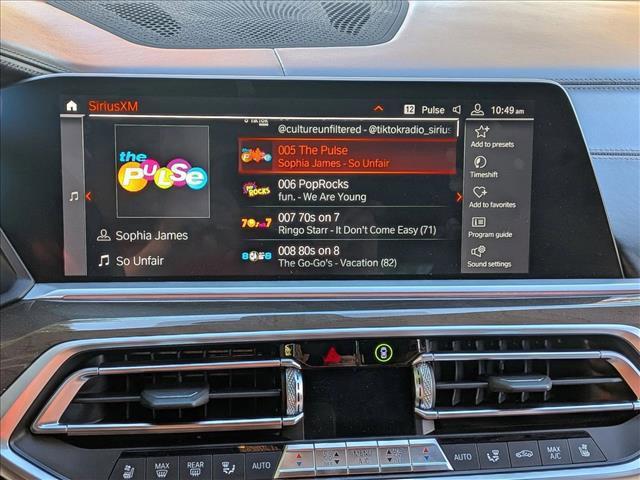 SiriusXM
12 Pulse 10:49 am
@cultureunfiltered - @tiktokradio_sirius
the PULSE
005 The Pulse
Sophia James - So Unfair
POP ROCKS
006 PopRocks
fun. - We Are Young
007 70s on 7
Ringo Starr - It Don't Come Easy (71)
008 80s on 8
The Go-Go's - Vacation (82)
Sophia James
So Unfair
Add to presets
Timeshift
Add to favorites
Program guide
Sound settings
MAX
REAR
AUTO
AUTO
MAX
A/C